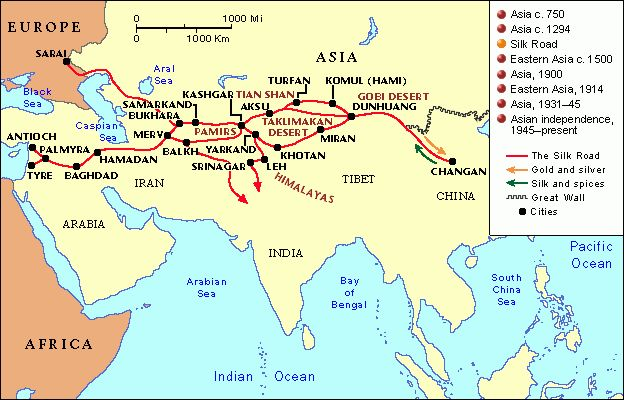 EUROPE
1000 Mi
0
0
1000 Km
ASIA
SARAI
Black
Sea
Aral
Sea
Caspian
Sea
TURFAN
KOMUL (HAMI)
KASHGAR
TIAN SHAN
GOBI DESERT
SAMARKAND
AKSU
DUNHUANG
BUKHARA
TAKLIMAKAN
DESERT
ANTIOCH
MERV
PAMIRS
MIRAN
PALMYRA
HAMADAN
BALKH
YARKAND
KHOTAN
TYRE
BAGHDAD
SRINAGAR
LEH
CHANGAN
IRAN
HIMALAYAS
TIBET
CHINA
ARABIA
INDIA
Arabian
Sea
Bay
of
Bengal
South
China
Sea
Pacific
Ocean
AFRICA
Indian Ocean
Asia c. 750
Asia c. 1294
Silk Road
Eastern Asia c. 1500
Asia, 1900
Eastern Asia, 1914
Asia, 1931–45
Asian independence,
1945–present
The Silk Road
Gold and silver
Silk and spices
Great Wall
Cities